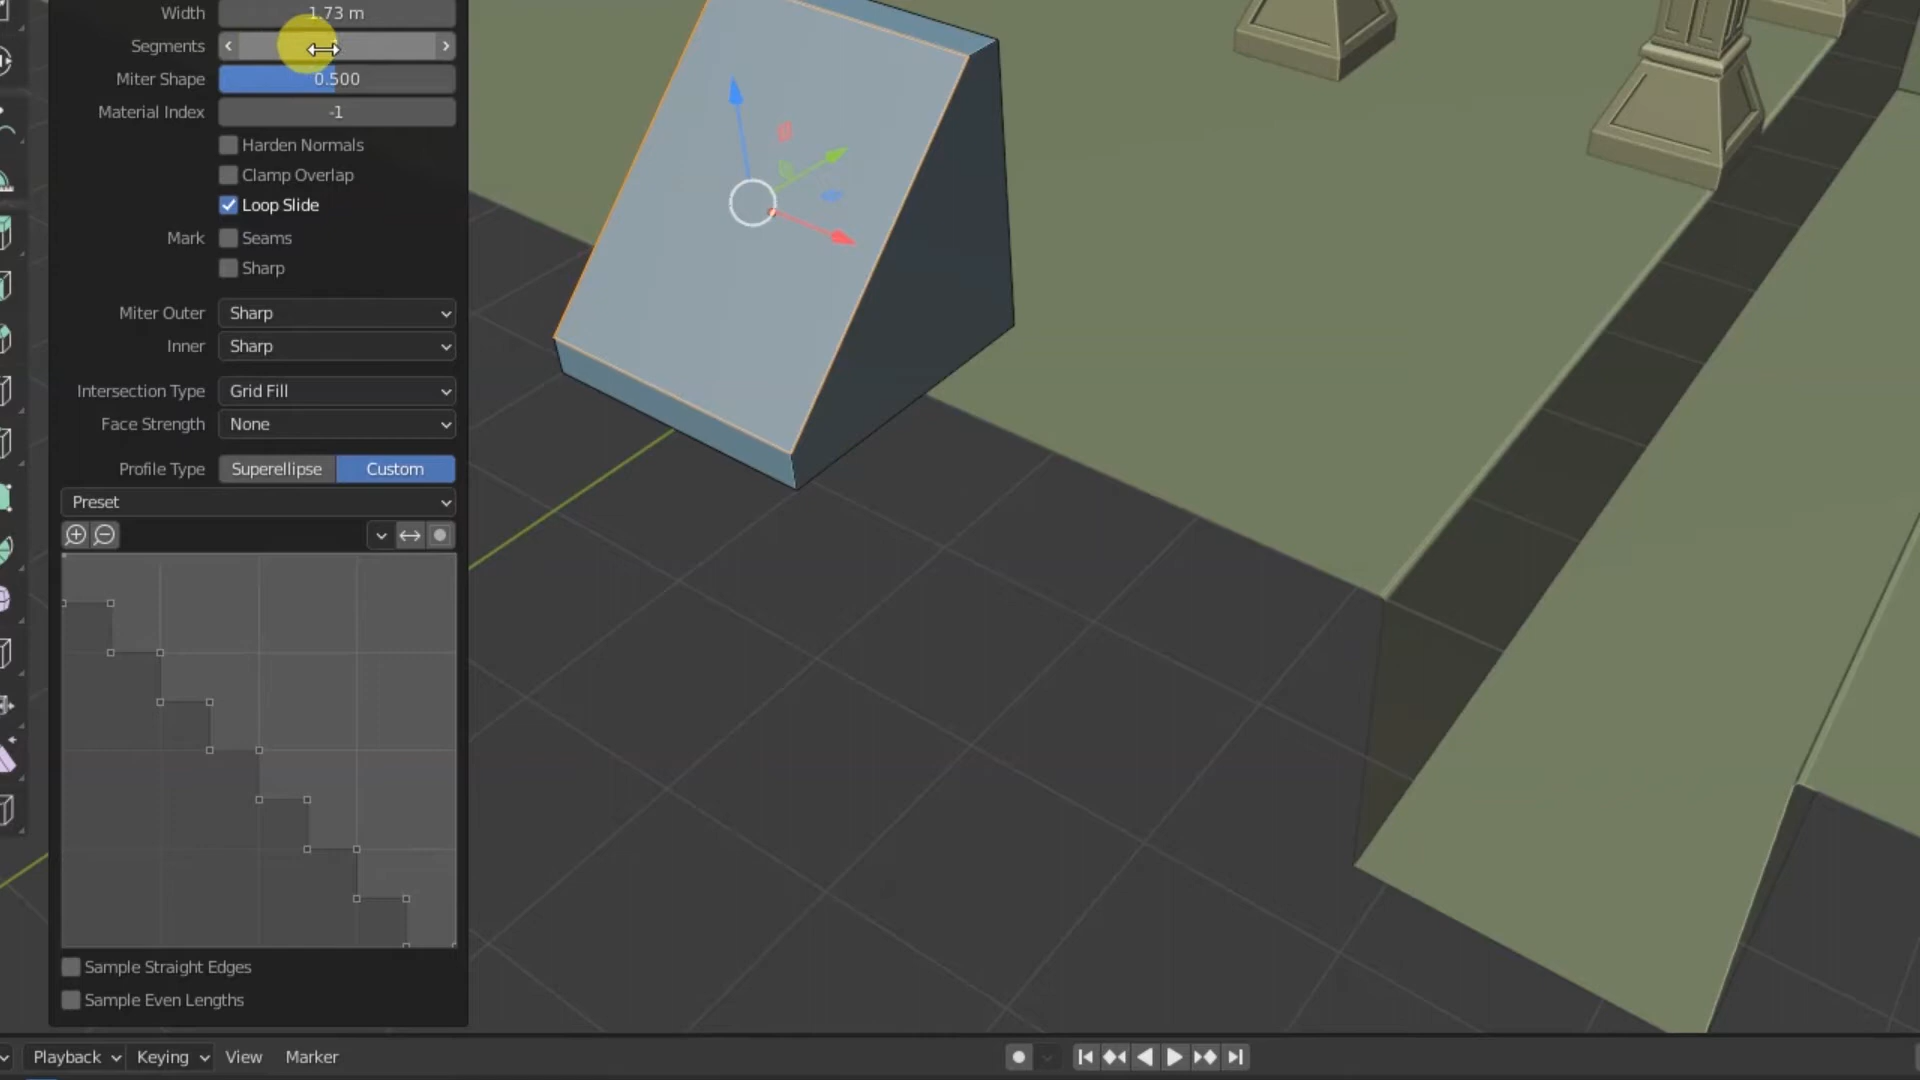 Width 1.73 m
Segments
Miter Shape 0.500
Material Index -1
Harden Normals
Clamp Overlap
Loop Slide
Mark Seams
Sharp
Miter Outer Sharp
Inner Sharp
Intersection Type Grid Fill
Face Strength None
Profile Type Superellipse Custom
Preset
Sample Straight Edges
Sample Even Lengths
Playback Keying View Marker